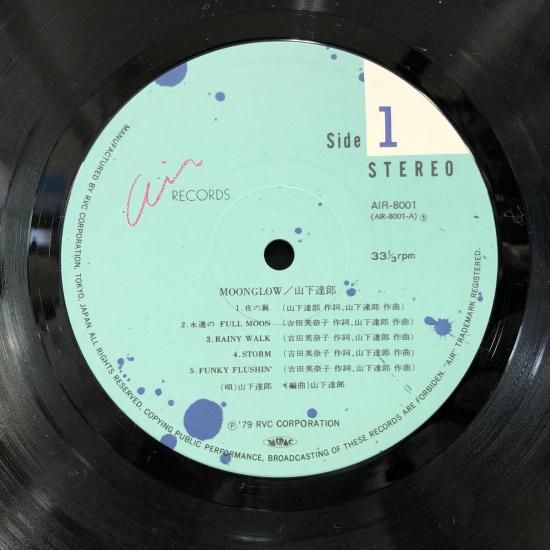 Side 1
STEREO
Air RECORDS
AIR-8001
(AIR-8001-A) Ⓢ
33⅓rpm
MOONGLOW／山下達郎
1. 夜の翼 (山下達郎 作詞、山下達郎 作曲)
2. 永遠の FULL MOON (吉田美奈子 作詞、山下達郎 作曲)
3. RAINY WALK (吉田美奈子 作詞、山下達郎 作曲)
4. STORM (吉田美奈子 作詞、山下達郎 作曲)
5. FUNKY FLUSHIN' (吉田美奈子 作詞、山下達郎 作曲)
(唄)山下達郎 (編曲)山下達郎
Ⓟ '79 RVC CORPORATION
MANUFACTURED BY RVC CORPORATION, TOKYO, JAPAN. ALL RIGHTS RESERVED, COPYING PUBLIC PERFORMANCE, BROADCASTING OF THESE RECORDS ARE FORBIDEN. "AIR" TRADEMARK REGISTERED.